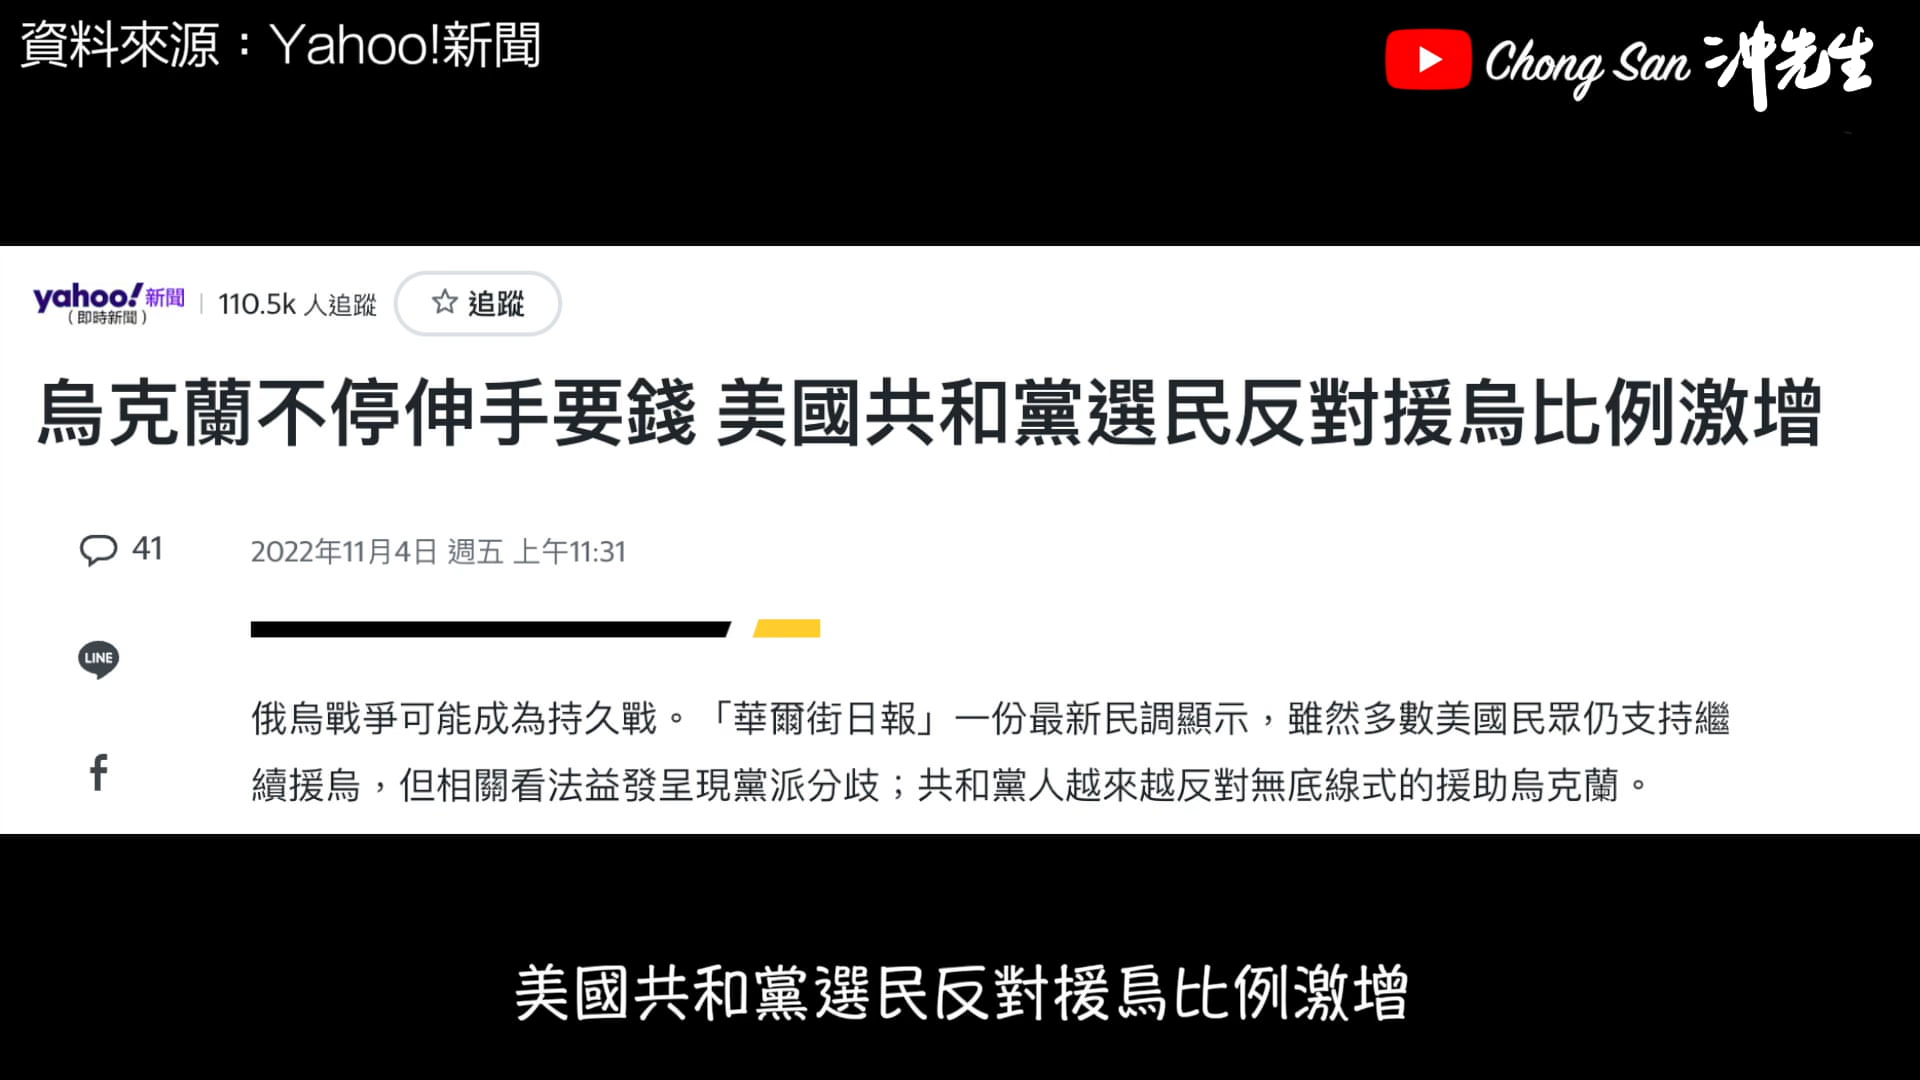 資料來源：Yahoo!新聞
Chong San 沖先生
yahoo!新聞
（即時新聞）
110.5k 人追蹤
追蹤
烏克蘭不停伸手要錢 美國共和黨選民反對援烏比例激增
41
2022年11月4日 週五 上午11:31
LINE
俄烏戰爭可能成為持久戰。「華爾街日報」一份最新民調顯示，雖然多數美國民眾仍支持繼
續援烏，但相關看法益發呈現黨派分歧；共和黨人越來越反對無底線式的援助烏克蘭。
美國共和黨選民反對援烏比例激增